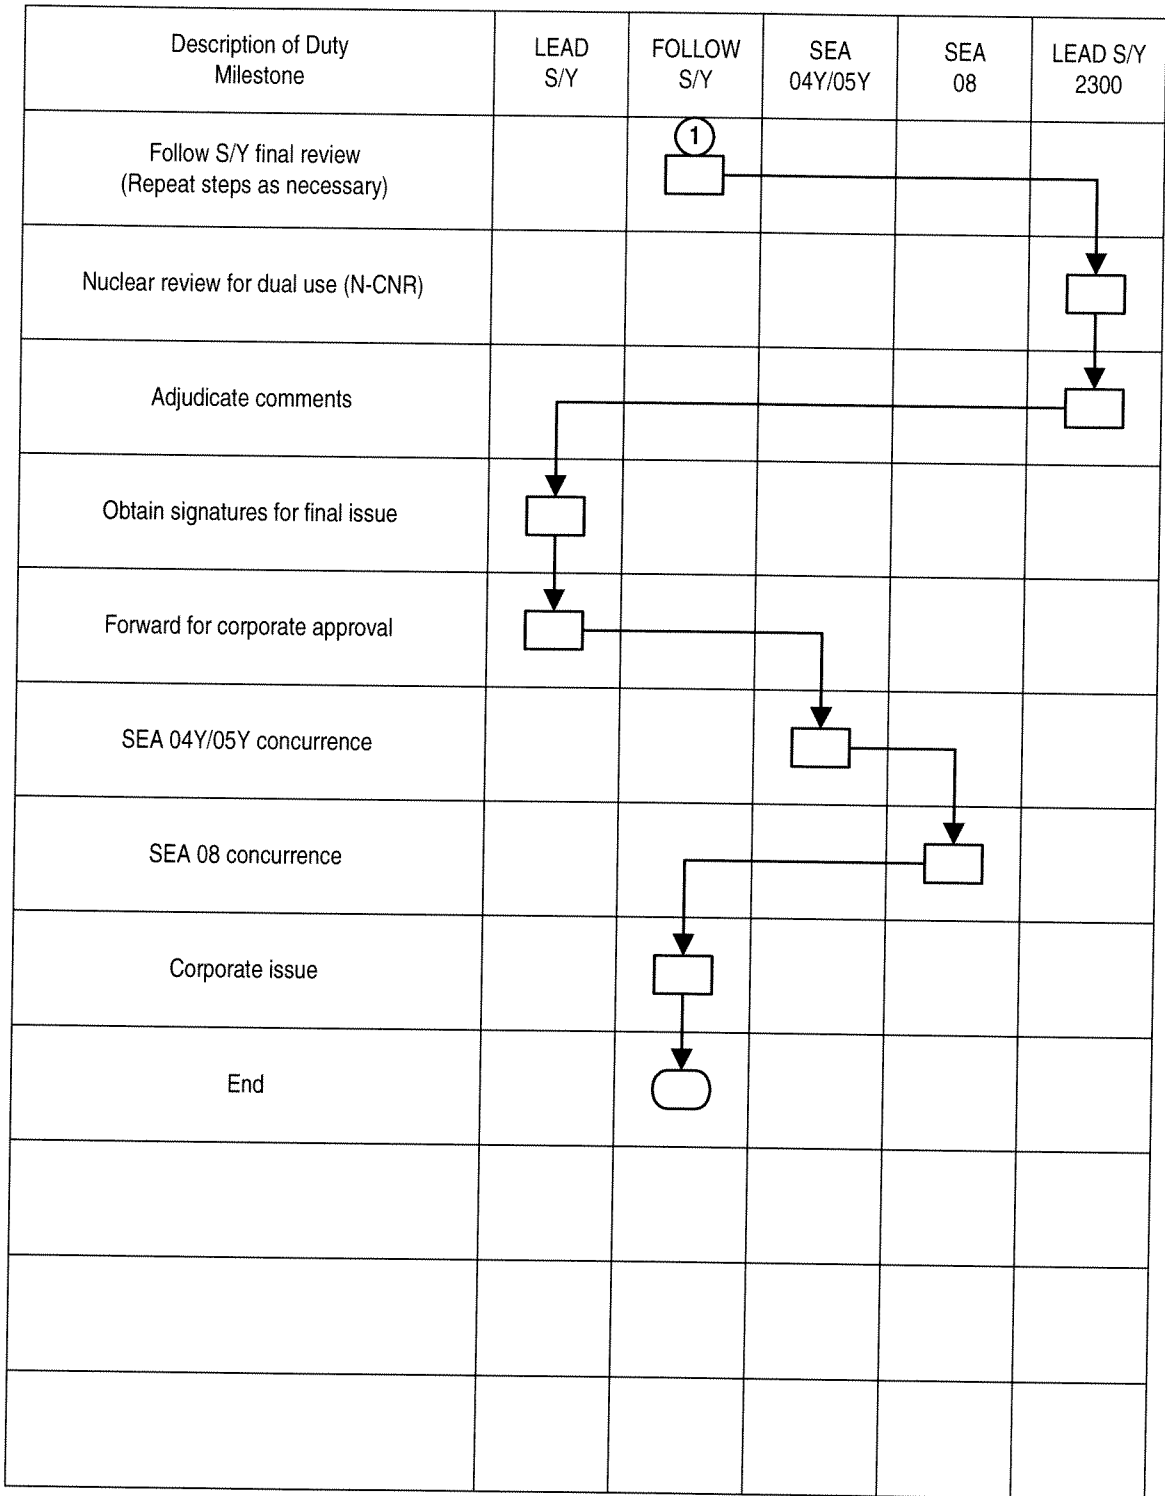 Description of Duty
Milestone
LEAD
S/Y
FOLLOW
S/Y
SEA
04Y/05Y
SEA
08
LEAD S/Y
2300
Follow S/Y final review
(Repeat steps as necessary)
1
Nuclear review for dual use (N-CNR)
Adjudicate comments
Obtain signatures for final issue
Forward for corporate approval
SEA 04Y/05Y concurrence
SEA 08 concurrence
Corporate issue
End